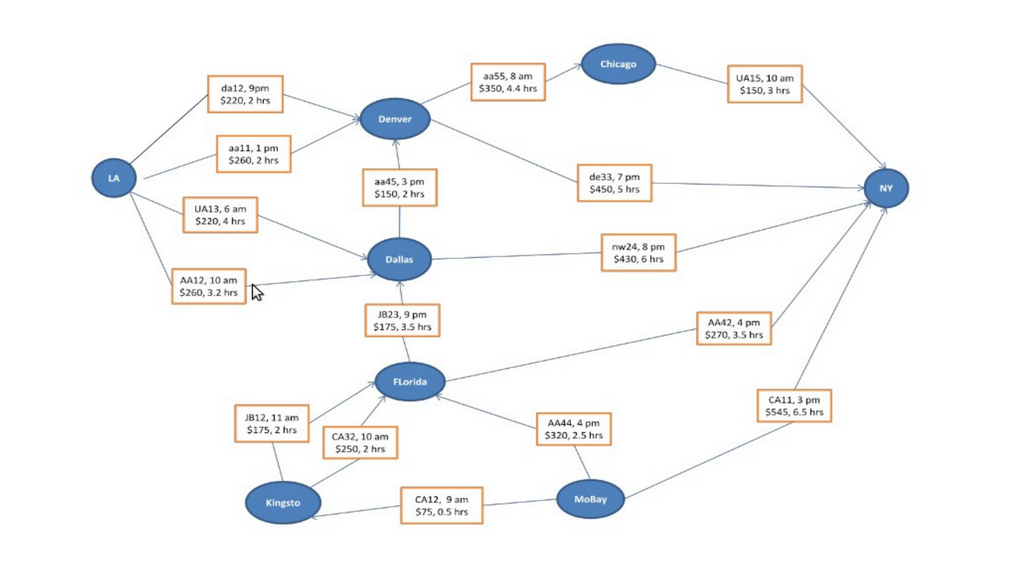 Chicago
aa55, 8 am
$350, 4.4 hrs
UA15, 10 am
$150, 3 hrs
da12, 9pm
$220, 2 hrs
Denver
aa11, 1 pm
$260, 2 hrs
LA
aa45, 3 pm
$150, 2 hrs
de33, 7 pm
$450, 5 hrs
NY
UA13, 6 am
$220, 4 hrs
Dallas
nw24, 8 pm
$430, 6 hrs
AA12, 10 am
$260, 3.2 hrs
JB23, 9 pm
$175, 3.5 hrs
AA42, 4 pm
$270, 3.5 hrs
FLorida
CA11, 3 pm
$545, 6.5 hrs
JB12, 11 am
$175, 2 hrs
CA32, 10 am
$250, 2 hrs
AA44, 4 pm
$320, 2.5 hrs
Kingsto
CA12, 9 am
$75, 0.5 hrs
MoBay